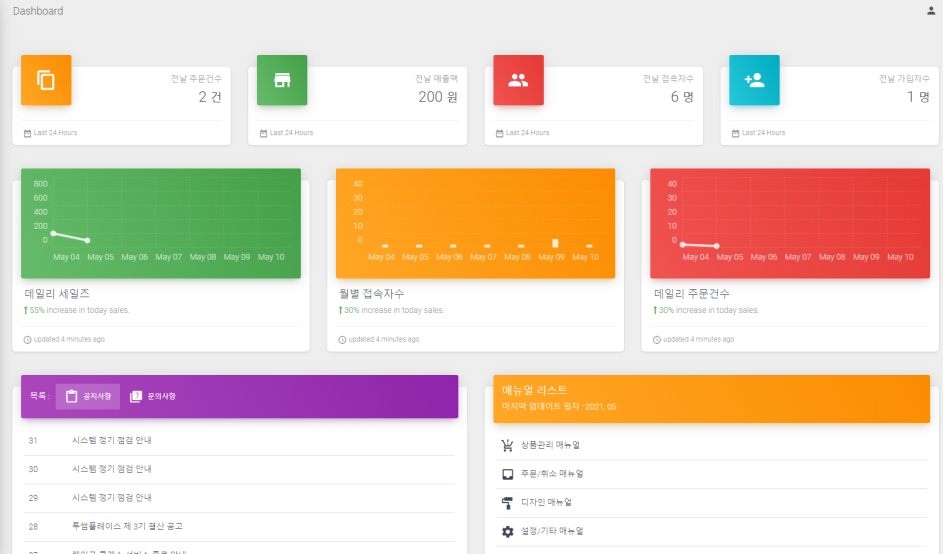 Dashboard
전날 주문건수
2 건
Last 24 Hours
전날 매출액
200 원
Last 24 Hours
전날 접속자수
6 명
Last 24 Hours
전날 가입자수
1 명
Last 24 Hours
800
600
400
200
0
May 04 May 05 May 06 May 07 May 08 May 09 May 10
데일리 세일즈
55% increase in today sales.
updated 4 minutes ago
40
30
20
10
0
May 04 May 05 May 06 May 07 May 08 May 09 May 10
월별 접속자수
30% increase in today sales.
updated 4 minutes ago
40
30
20
10
0
May 04 May 05 May 06 May 07 May 08 May 09 May 10
데일리 주문건수
30% increase in today sales.
updated 4 minutes ago
목록 : 공지사항 7 문의사항
31 시스템 정기 점검 안내
30 시스템 정기 점검 안내
29 시스템 정기 점검 안내
28 투썸플레이스 제 3기 결산 공고
매뉴얼 리스트
마지막 업데이트 일자 : 2021, 05
상품관리 매뉴얼
주문/취소 매뉴얼
디자인 매뉴얼
설정/기타 매뉴얼